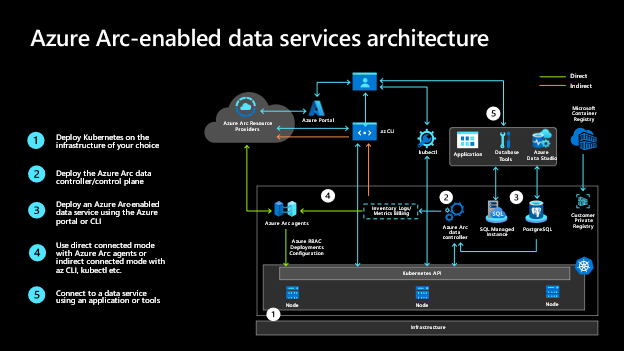 Azure Arc-enabled data services architecture
1
Deploy Kubernetes on the
infrastructure of your choice
2
Deploy the Azure Arc data
controller/control plane
3
Deploy an Azure Arc-enabled
data service using the Azure
portal or CLI
4
Use direct connected mode
with Azure Arc agents or
indirect connected mode with
az CLI, kubectl etc.
5
Connect to a data service
using an application or tools
Direct
Indirect
Azure Arc Resource
Providers
Azure Portal
az CLI
kubectl
5
Application
Database
Tools
Azure
Data Studio
Microsoft
Container
Registry
4
Azure Arc agents
Inventory Logs/
Metrics Billing
2
Azure Arc
data
controller
3
SQL
SQL Managed
Instance
PostgreSQL
Customer
Private
Registry
Azure RBAC
Deployments
Configuration
Kubernetes API
Node
Node
Node
1
Infrastructure